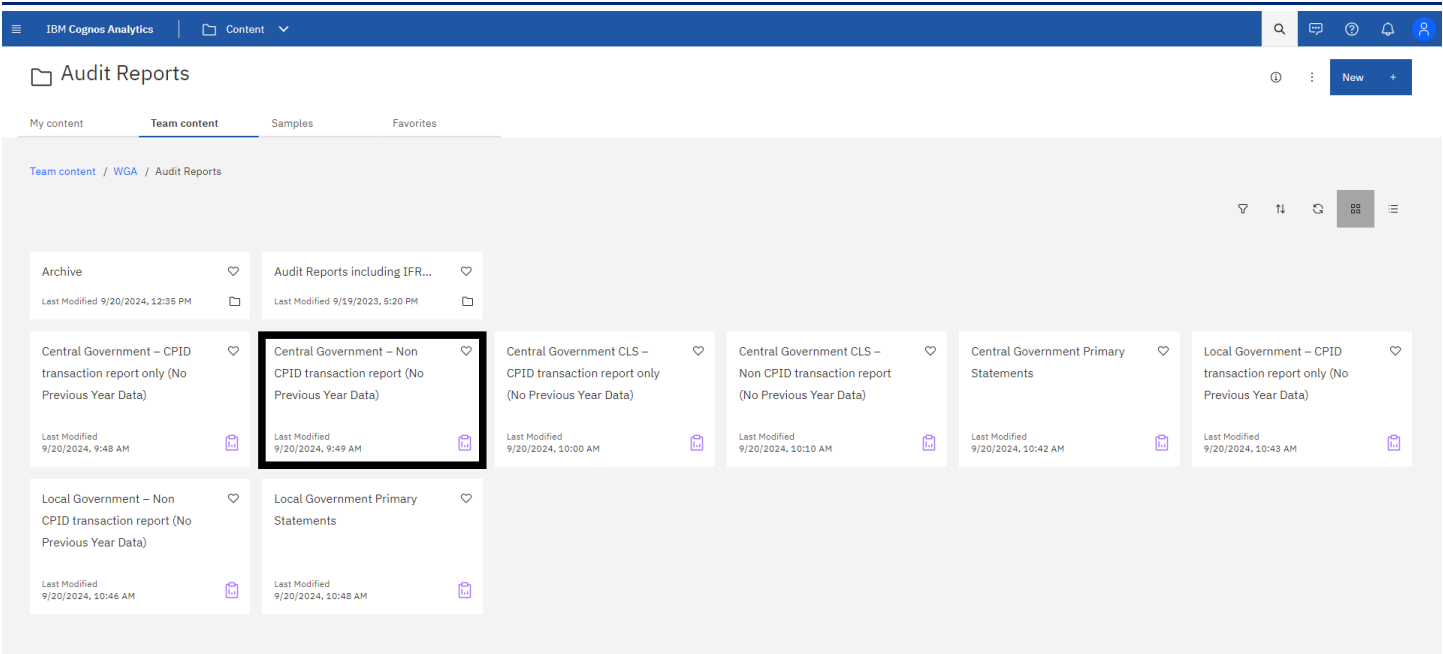 IBM Cognos Analytics
Content
Audit Reports
New +
My content
Team content
Samples
Favorites
Team content / WGA / Audit Reports
Archive
Last Modified 9/20/2024, 12:35 PM
Audit Reports including IFR...
Last Modified 9/19/2023, 5:20 PM
Central Government – CPID
transaction report only (No
Previous Year Data)
Last Modified
9/20/2024, 9:48 AM
Central Government – Non
CPID transaction report (No
Previous Year Data)
Last Modified
9/20/2024, 9:49 AM
Central Government CLS –
CPID transaction report only
(No Previous Year Data)
Last Modified
9/20/2024, 10:00 AM
Central Government CLS –
Non CPID transaction report
(No Previous Year Data)
Last Modified
9/20/2024, 10:10 AM
Central Government Primary
Statements
Last Modified
9/20/2024, 10:42 AM
Local Government – CPID
transaction report only (No
Previous Year Data)
Last Modified
9/20/2024, 10:43 AM
Local Government – Non
CPID transaction report (No
Previous Year Data)
Last Modified
9/20/2024, 10:46 AM
Local Government Primary
Statements
Last Modified
9/20/2024, 10:48 AM